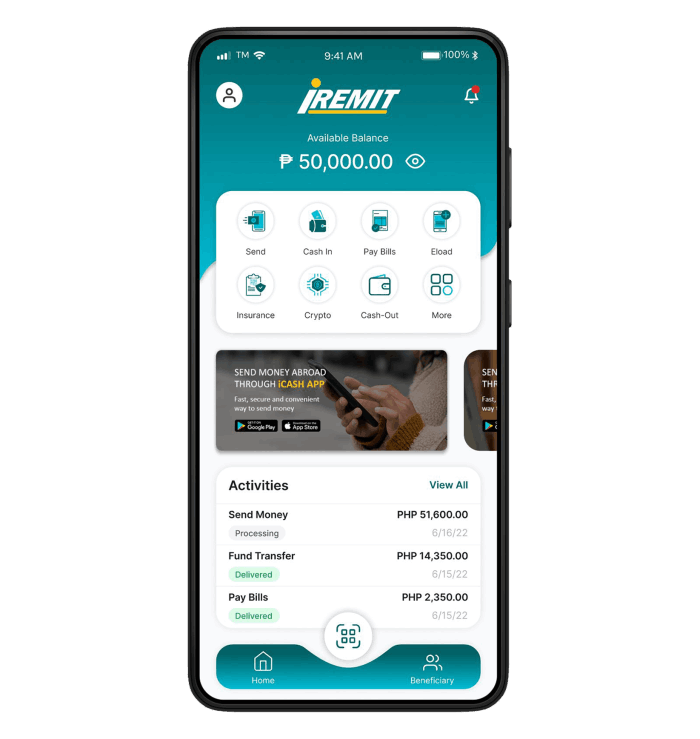 TM
9:41 AM
100%
iREMIT
Available Balance
₱ 50,000.00
Send
Cash In
Pay Bills
Eload
Insurance
Crypto
Cash-Out
More
SEND MONEY ABROAD
THROUGH iCASH APP
Fast, secure and convenient
way to send money
GET IT ON
Google Play
Download on the
App Store
SEN
THR
Fast,
way
Activities
View All
Send Money
PHP 51,600.00
Processing
6/16/22
Fund Transfer
PHP 14,350.00
Delivered
6/15/22
Pay Bills
PHP 2,350.00
Delivered
6/15/22
Home
Beneficiary